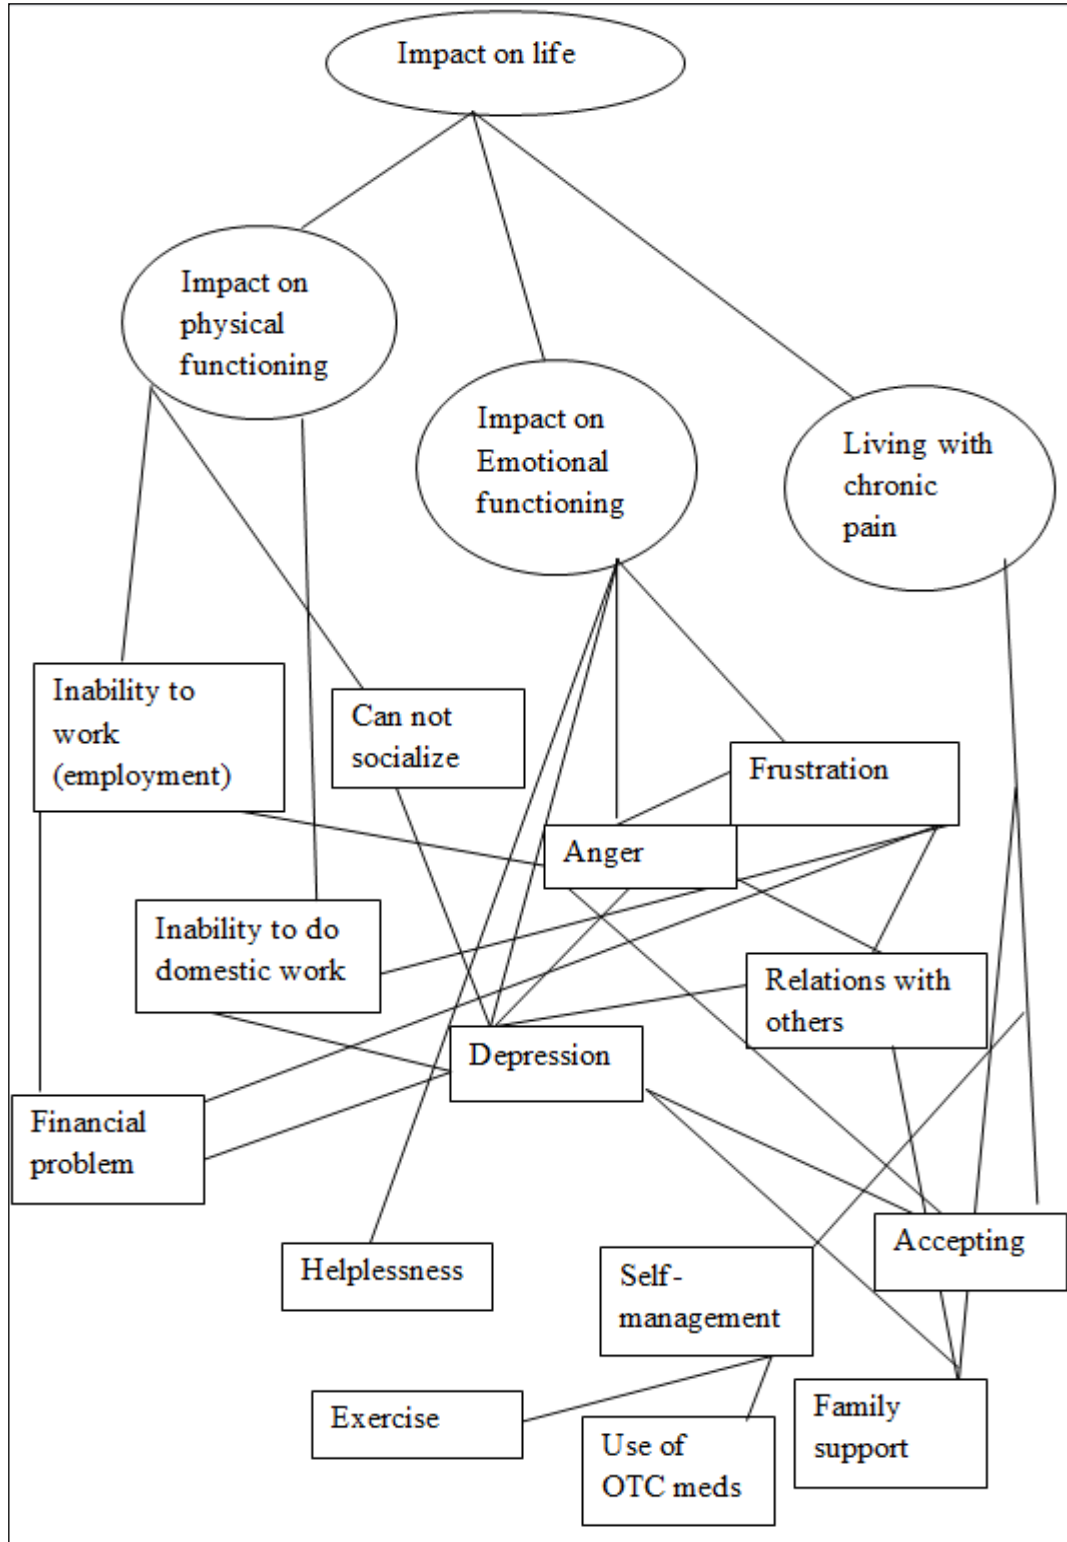 Impact on life
Impact on
physical
functioning
Impact on
Emotional
functioning
Living with
chronic
pain
Inability to
work
(employment)
Can not
socialize
Frustration
Anger
Inability to do
domestic work
Relations with
others
Depression
Financial
problem
Accepting
Helplessness
Self-
management
Exercise
Use of
OTC meds
Family
support